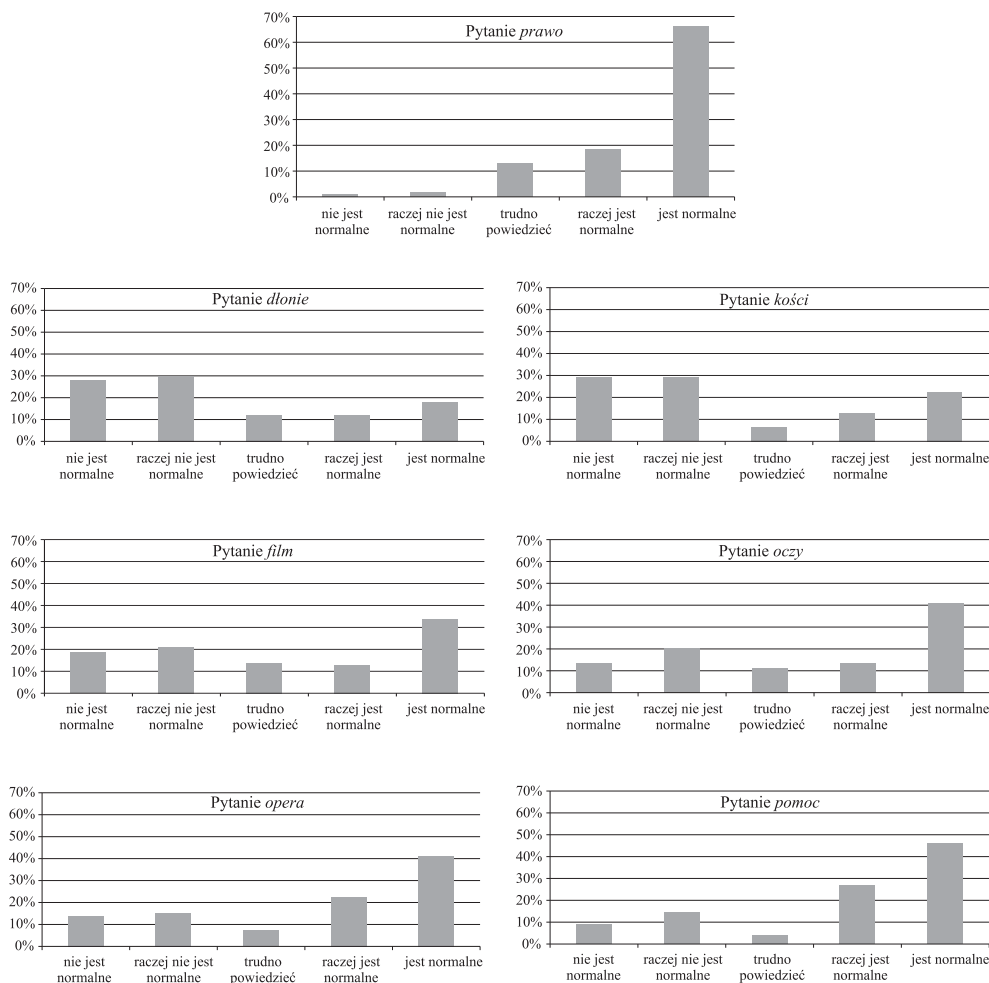 Pytanie prawo
70%
60%
50%
40%
30%
20%
10%
0%
nie jest normalne
raczej nie jest normalne
trudno powiedzieć
raczej jest normalne
jest normalne
Pytanie dłonie
70%
60%
50%
40%
30%
20%
10%
0%
nie jest normalne
raczej nie jest normalne
trudno powiedzieć
raczej jest normalne
jest normalne
Pytanie kości
70%
60%
50%
40%
30%
20%
10%
0%
nie jest normalne
raczej nie jest normalne
trudno powiedzieć
raczej jest normalne
jest normalne
Pytanie film
70%
60%
50%
40%
30%
20%
10%
0%
nie jest normalne
raczej nie jest normalne
trudno powiedzieć
raczej jest normalne
jest normalne
Pytanie oczy
70%
60%
50%
40%
30%
20%
10%
0%
nie jest normalne
raczej nie jest normalne
trudno powiedzieć
raczej jest normalne
jest normalne
Pytanie opera
70%
60%
50%
40%
30%
20%
10%
0%
nie jest normalne
raczej nie jest normalne
trudno powiedzieć
raczej jest normalne
jest normalne
Pytanie pomoc
70%
60%
50%
40%
30%
20%
10%
0%
nie jest normalne
raczej nie jest normalne
trudno powiedzieć
raczej jest normalne
jest normalne